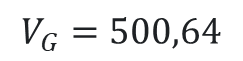 V_G = 500,64